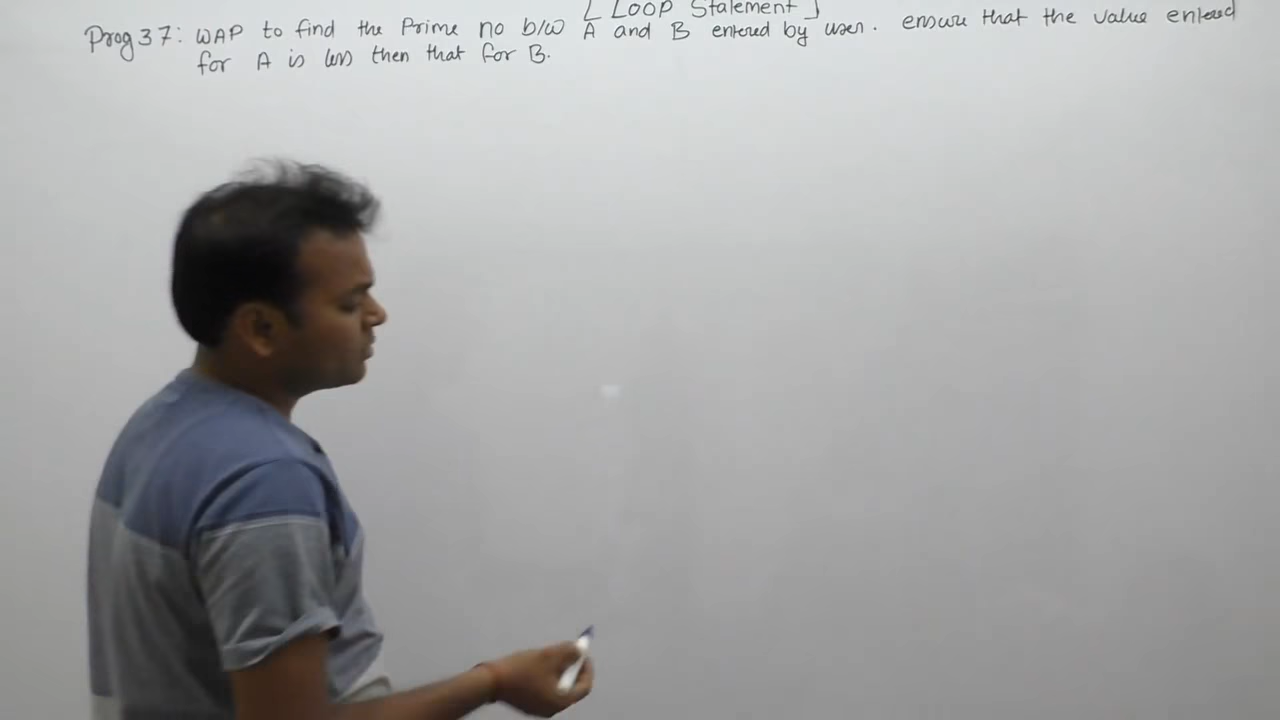 [ Loop Statement ]
Prog 37: WAP to find the Prime no b/w A and B entered by user. ensure that the value entered
for A is less then that for B.